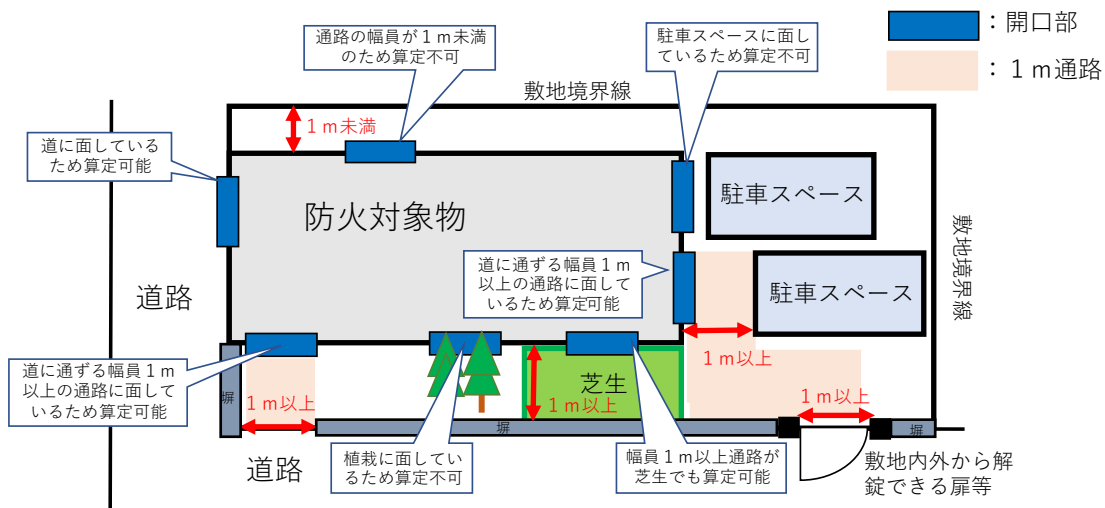 通路の幅員が１ｍ未満
のため算定不可
駐車スペースに面し
ているため算定不可
：開口部
：１ｍ通路
敷地境界線
１ｍ未満
道に面している
ため算定可能
防火対象物
駐車スペース
敷地境界線
道に通ずる幅員１ｍ
以上の通路に面して
いるため算定可能
駐車スペース
道路
１ｍ以上
道に通ずる幅員１ｍ
以上の通路に面して
いるため算定可能
芝生
塀
１ｍ以上
１ｍ以上
１ｍ以上
塀
塀
道路
植栽に面してい
るため算定不可
幅員１ｍ以上通路が
芝生でも算定可能
敷地内外から解
錠できる扉等